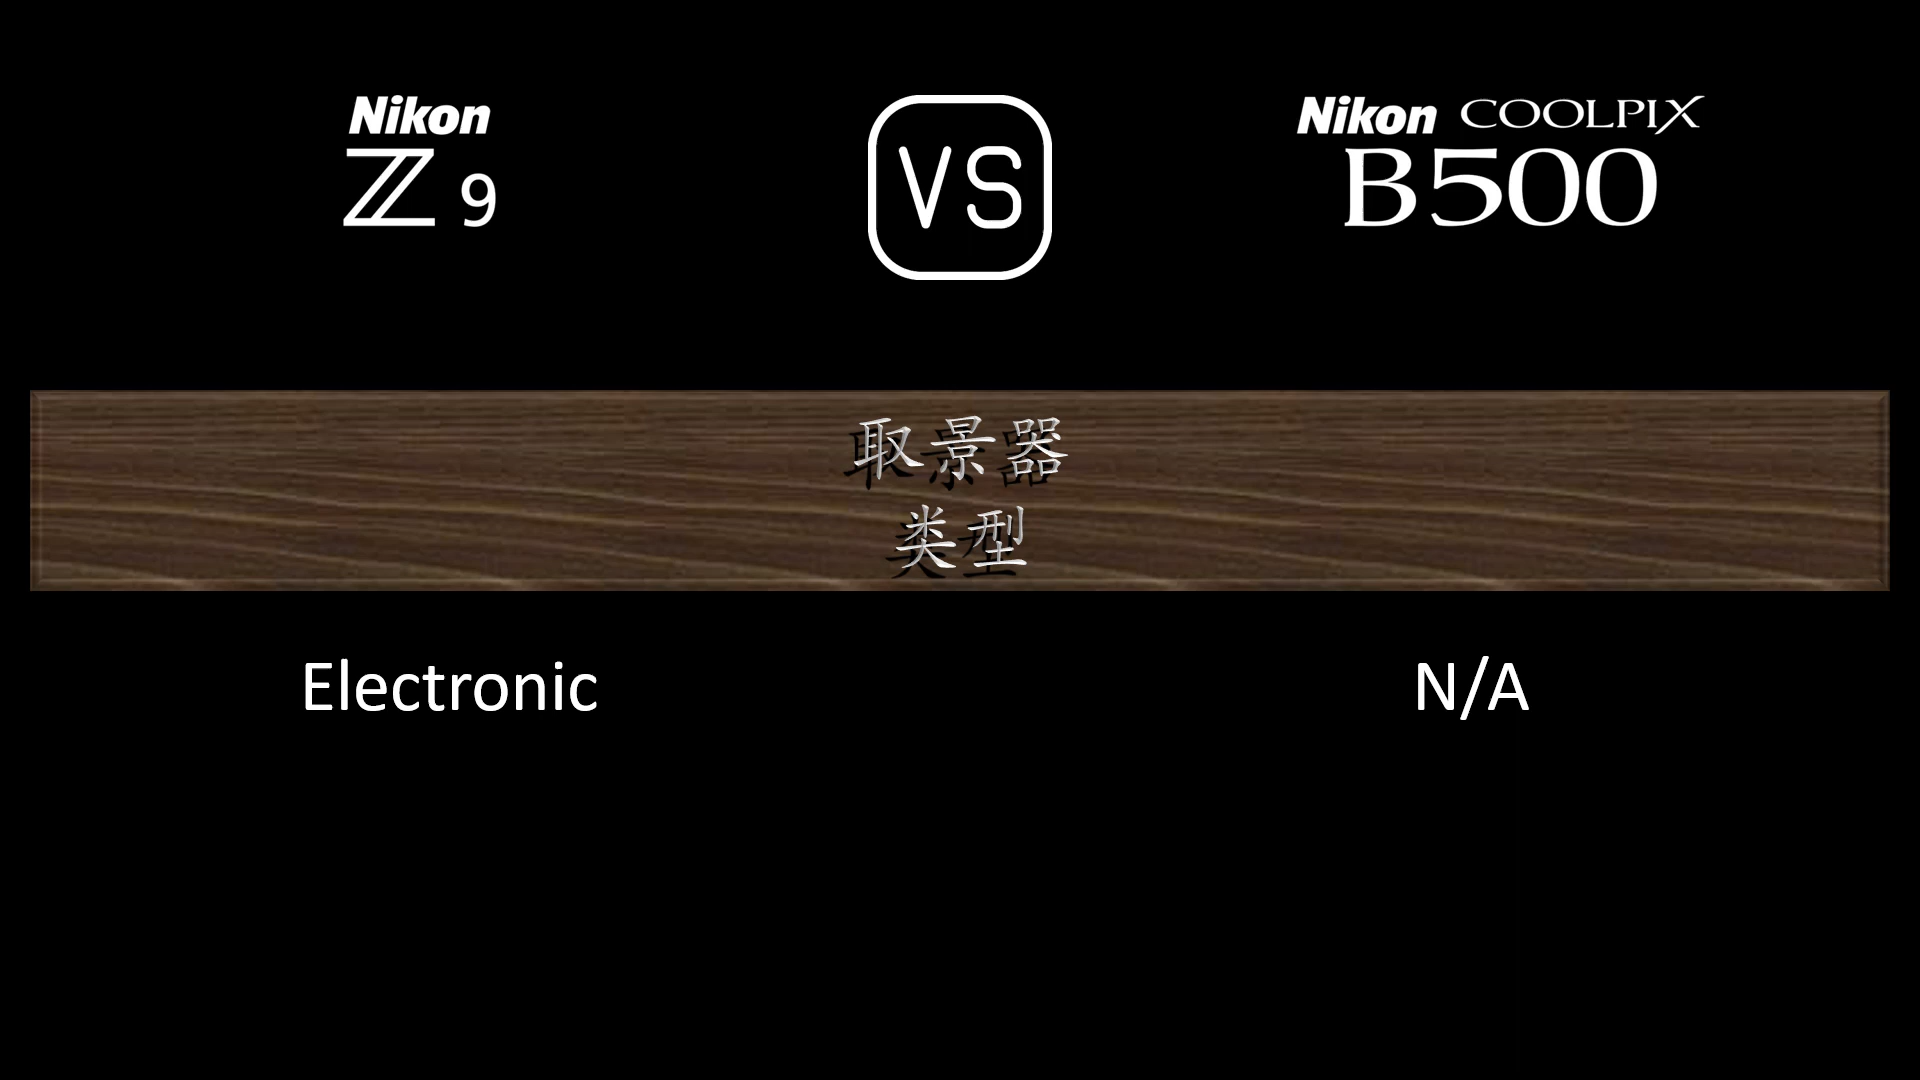 Nikon
Z 9
VS
Nikon COOLPIX
B500
取景器
类型
Electronic
N/A